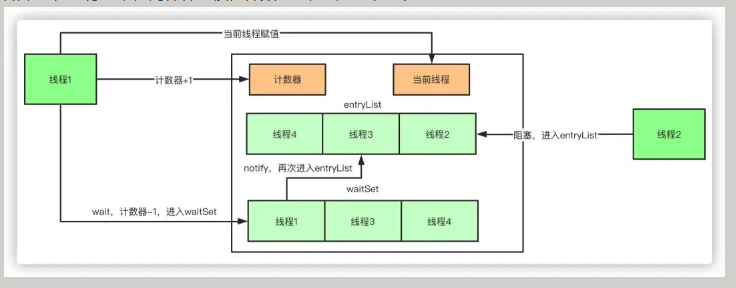 当前线程赋值
线程1
计数器+1
计数器
当前线程
entryList
线程4
线程3
线程2
阻塞，进入entryList
线程2
notify，再次进入entryList
waitSet
wait，计数器-1，进入waitSet
线程1
线程3
线程4